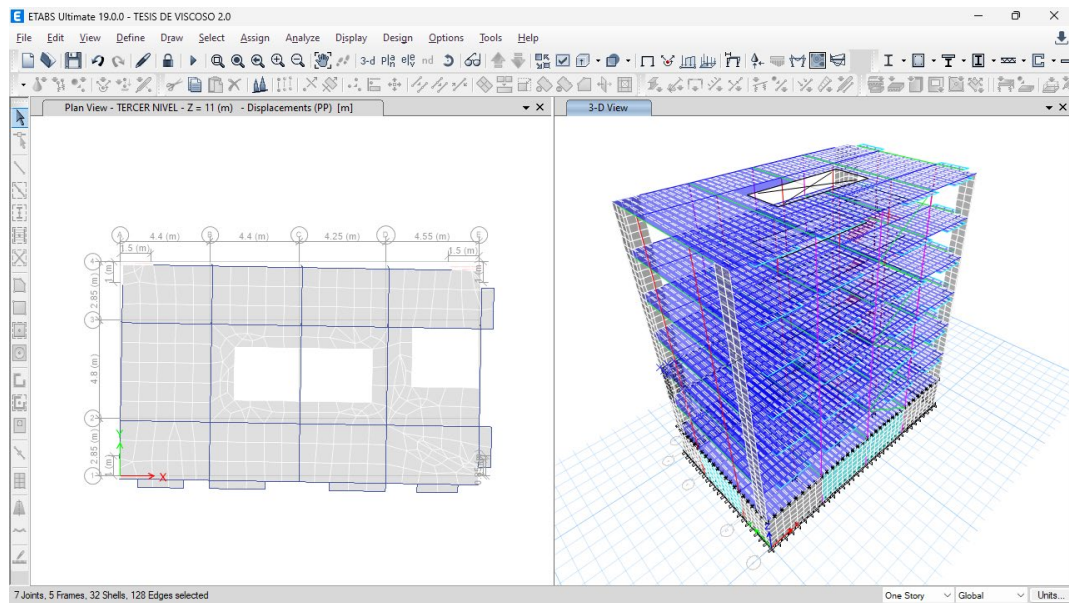 ETABS Ultimate 19.0.0 - TESIS DE VISCOSO 2.0
File Edit View Define Draw Select Assign Analyze Display Design Options Tools Help
3-d
nd
Plan View - TERCER NIVEL - Z = 11 (m) - Displacements (PP) [m]
3-D View
A B C D E
4.4 (m) 4.4 (m) 4.25 (m) 4.55 (m)
1.5 (m) 1.5 (m)
4
2.85 (m)
3
4.8 (m)
2
2.85 (m)
1
Y
X
7 Joints, 5 Frames, 32 Shells, 128 Edges selected
One Story Global Units...